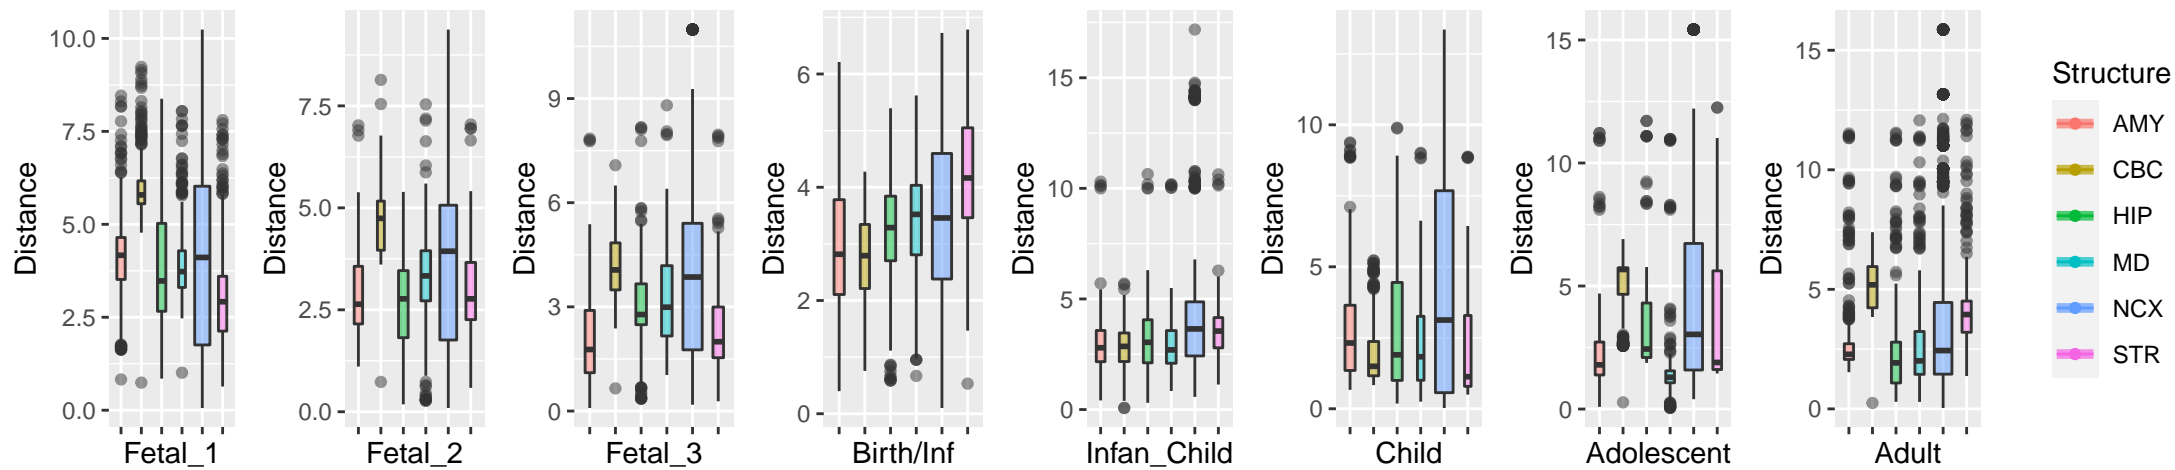 Distance
10.0
7.5
5.0
2.5
0.0
Fetal_1
Distance
7.5
5.0
2.5
0.0
Fetal_2
Distance
9
6
3
0
Fetal_3
Distance
6
4
2
0
Birth/Inf
Distance
15
10
5
0
Infan_Child
Distance
10
5
0
Child
Distance
15
10
5
0
Adolescent
Distance
15
10
5
0
Adult
Structure
AMY
CBC
HIP
MD
NCX
STR